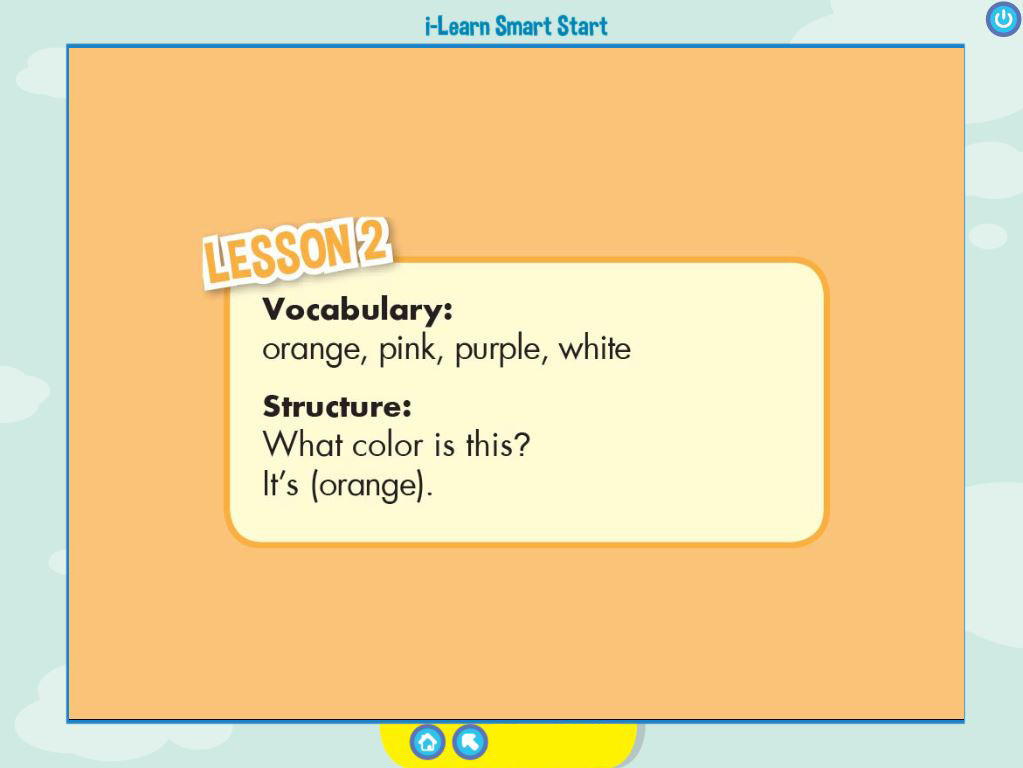 i-Learn Smart Start
LESSON 2
Vocabulary:
orange, pink, purple, white
Structure:
What color is this?
It’s (orange).